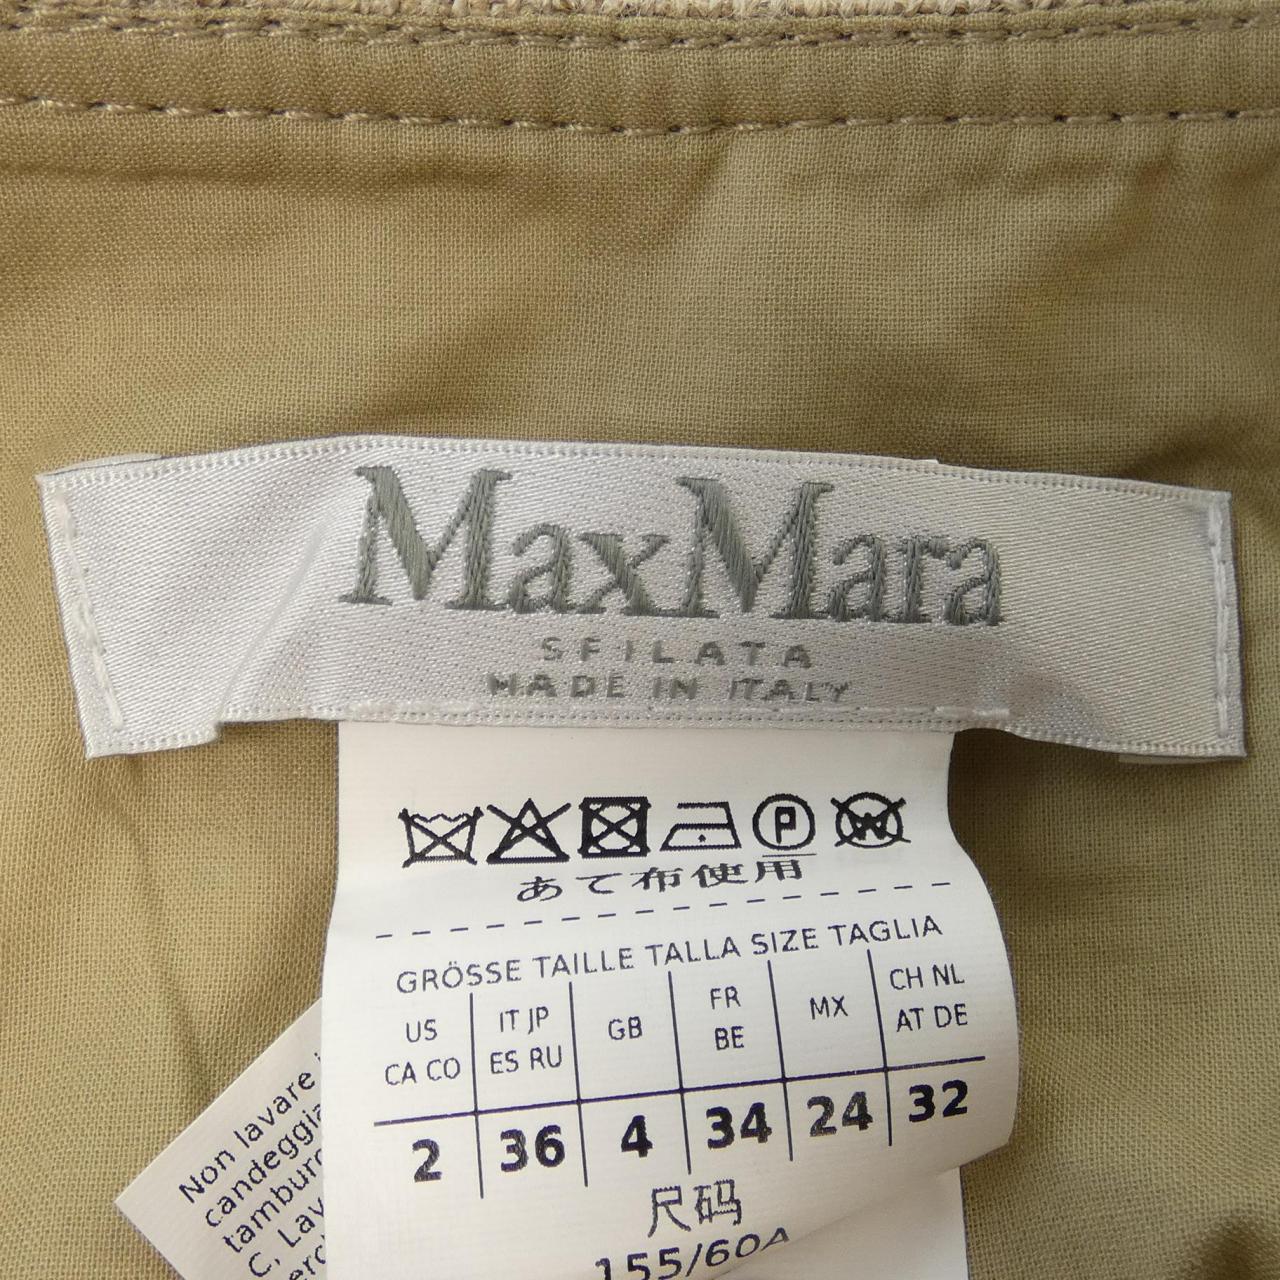 MaxMara
SFILATA
MADE IN ITALY
P W
あて布使用
GRÖSSE TAILLE TALLA SIZE TAGLIA
US CA CO
IT JP ES RU
GB
FR BE
MX
CH NL AT DE
2 36 4 34 24 32
尺码
155/60A
Non lavare
candeggia
tambur
C, Lav